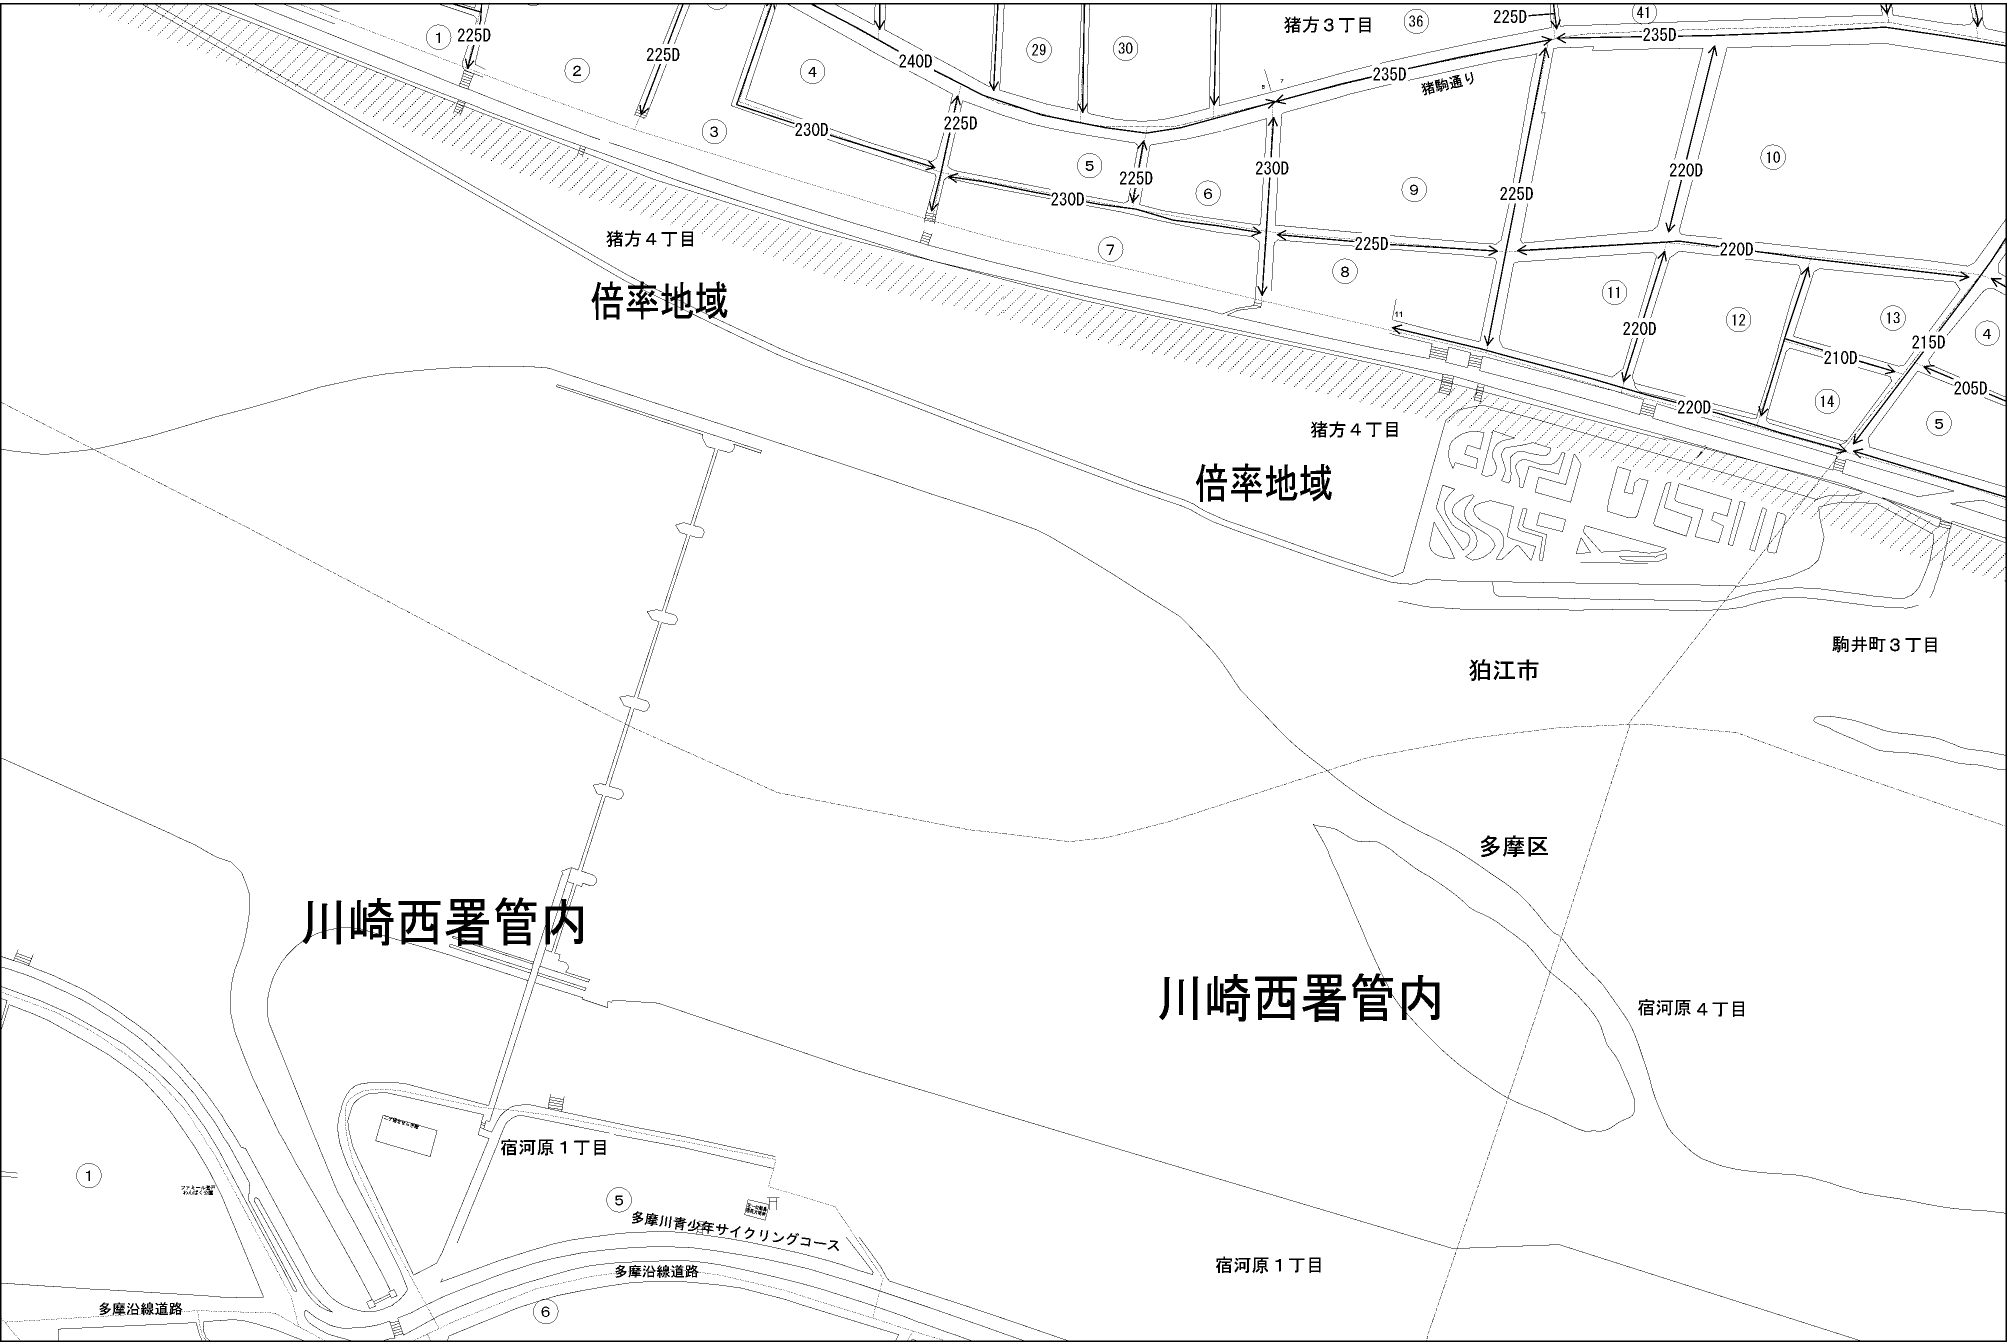 猪方３丁目
36
225D
41
235D
1
225D
2
225D
4
240D
29
30
235D
猪駒通り
8
7
3
230D
225D
5
225D
6
230D
230D
9
225D
220D
10
猪方４丁目
7
225D
8
220D
倍率地域
11
11
220D
12
13
4
215D
210D
205D
220D
14
5
猪方４丁目
倍率地域
駒井町３丁目
狛江市
多摩区
川崎西署管内
川崎西署管内
宿河原４丁目
宿河原１丁目
1
5
多摩川青少年サイクリングコース
宿河原１丁目
多摩沿線道路
多摩沿線道路
6